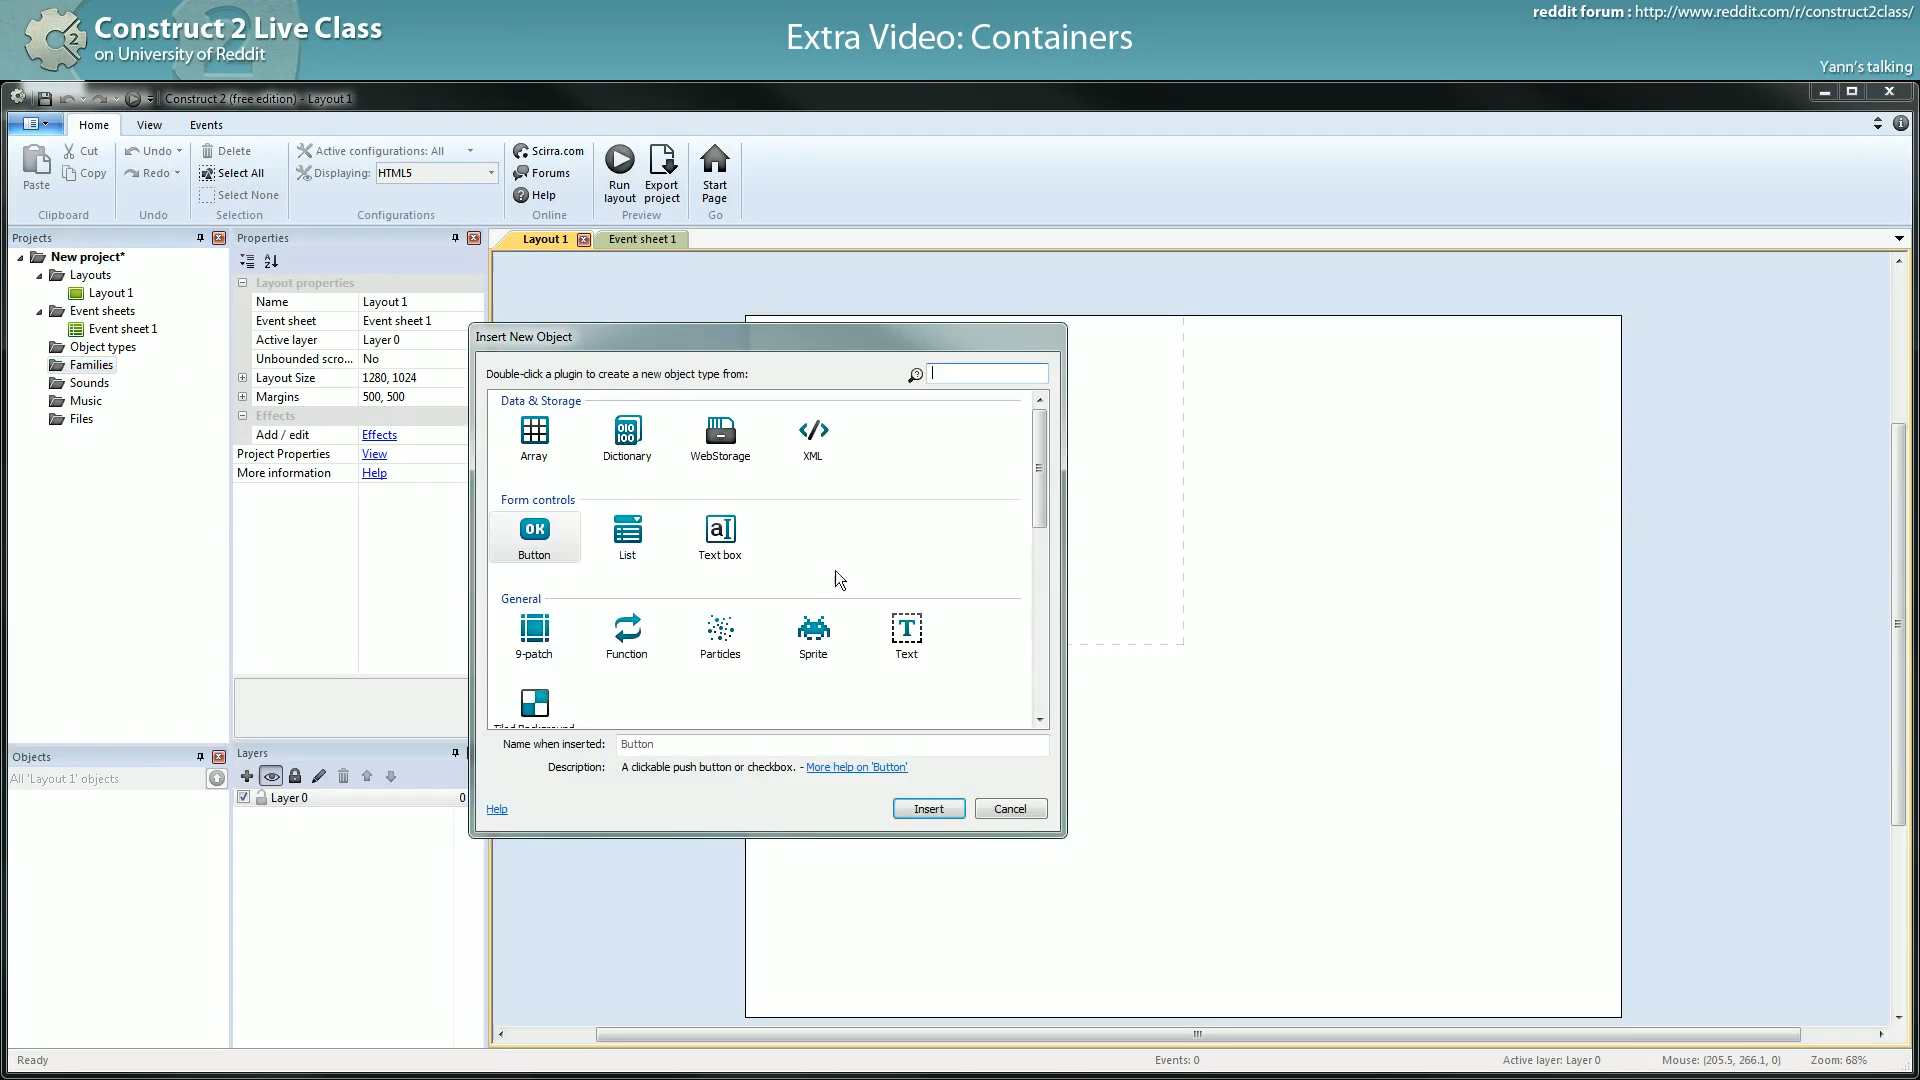 Construct 2 Live Class
on University of Reddit
Extra Video: Containers
reddit forum : http://www.reddit.com/r/construct2class/
Yann's talking
Construct 2 (free edition) - Layout 1
Home View Events
Paste
Cut
Copy
Clipboard
Undo
Redo
Undo
Delete
Select All
Select None
Selection
Active configurations: All
Displaying: HTML5
Configurations
Scirra.com
Forums
Help
Online
Run layout
Export project
Preview
Start Page
Go
Projects
New project*
Layouts
Layout 1
Event sheets
Event sheet 1
Object types
Families
Sounds
Music
Files
Properties
Layout properties
Name Layout 1
Event sheet Event sheet 1
Active layer Layer 0
Unbounded scro... No
Layout Size 1280, 1024
Margins 500, 500
Effects
Add / edit Effects
Project Properties View
More information Help
Layout 1 Event sheet 1
Insert New Object
Double-click a plugin to create a new object type from:
Data & Storage
Array Dictionary WebStorage XML
Form controls
OK
Button List Text box
General
9-patch Function Particles Sprite Text
Tiled Background
Name when inserted: Button
Description: A clickable push button or checkbox. - More help on 'Button'
Help Insert Cancel
Objects
All 'Layout 1' objects
Layers
Layer 0 0
Ready Events: 0 Active layer: Layer 0 Mouse: (205.5, 266.1, 0) Zoom: 68%